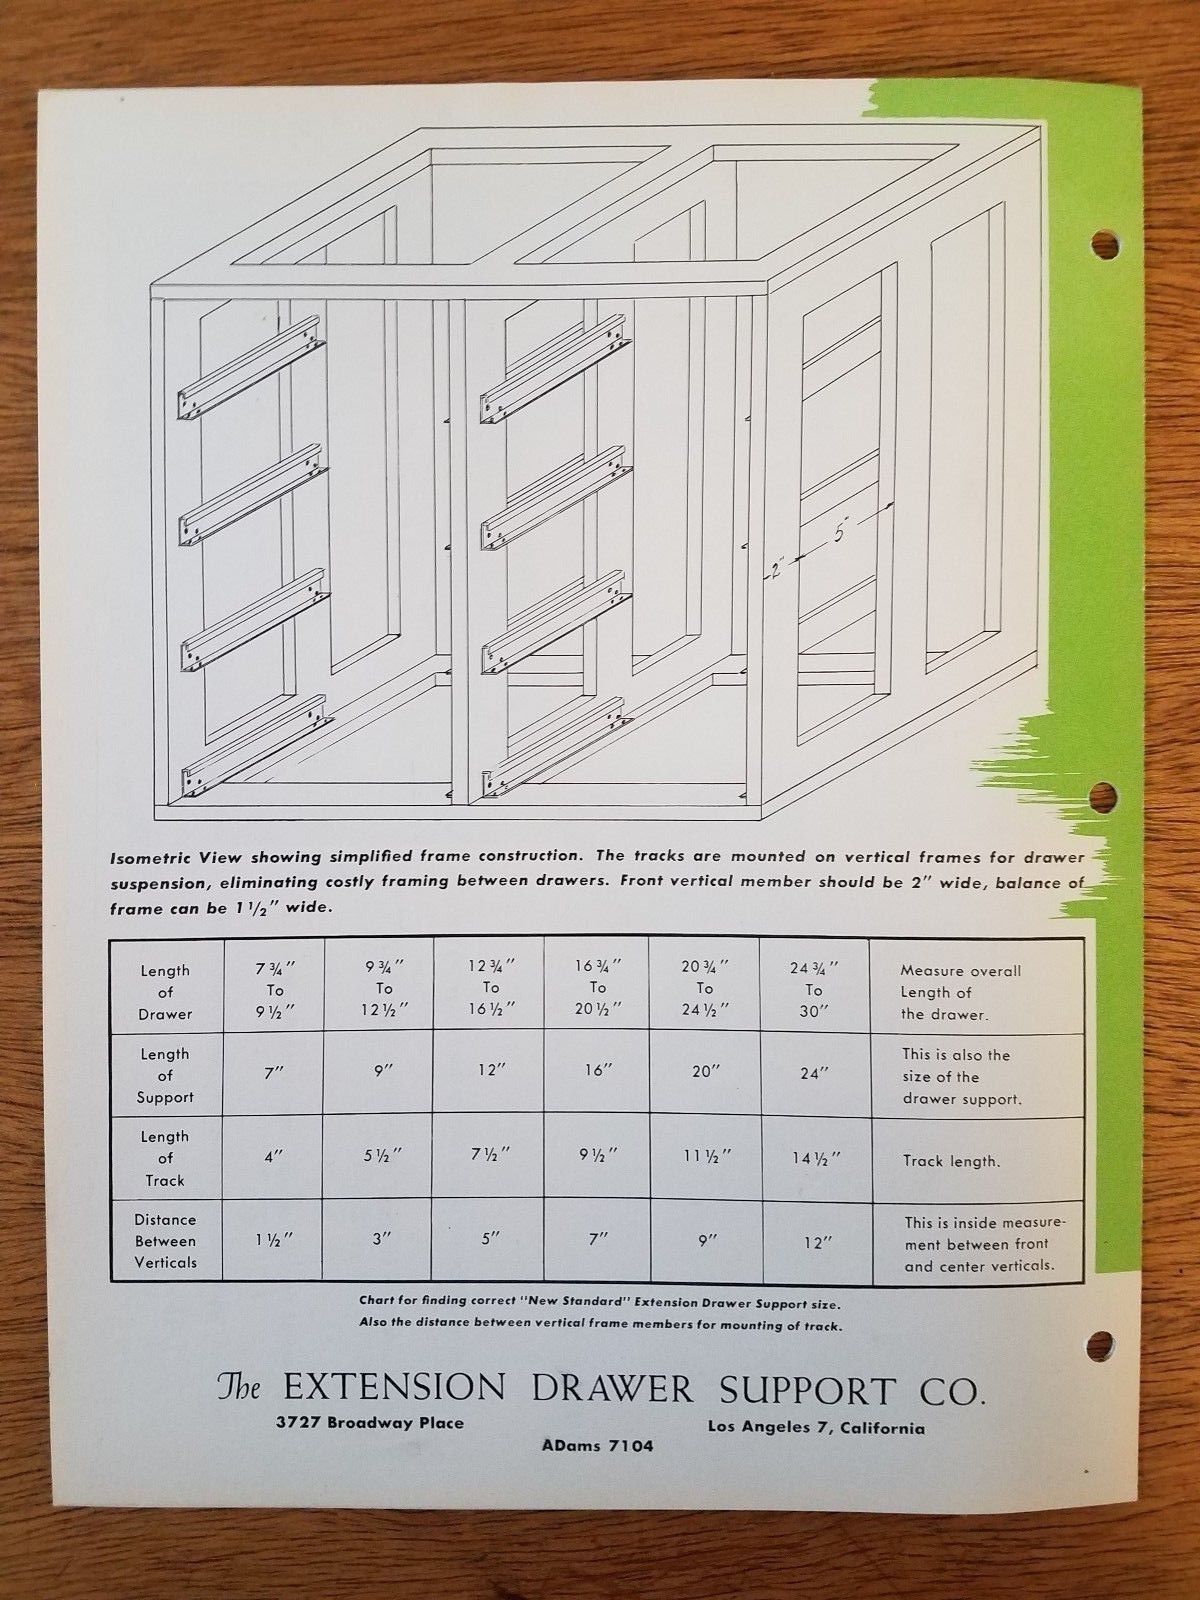 2"
5"
Isometric View showing simplified frame construction. The tracks are mounted on vertical frames for drawer
suspension, eliminating costly framing between drawers. Front vertical member should be 2" wide, balance of
frame can be 1 1/2" wide.
Length of Drawer 7 3/4" To 9 1/2" 9 3/4" To 12 1/2" 12 3/4" To 16 1/2" 16 3/4" To 20 1/2" 20 3/4" To 24 1/2" 24 3/4" To 30" Measure overall Length of the drawer.
Length of Support 7" 9" 12" 16" 20" 24" This is also the size of the drawer support.
Length of Track 4" 5 1/2" 7 1/2" 9 1/2" 11 1/2" 14 1/2" Track length.
Distance Between Verticals 1 1/2" 3" 5" 7" 9" 12" This is inside measure- ment between front and center verticals.
Chart for finding correct "New Standard" Extension Drawer Support size.
Also the distance between vertical frame members for mounting of track.
The EXTENSION DRAWER SUPPORT CO.
3727 Broadway Place Los Angeles 7, California
ADams 7104